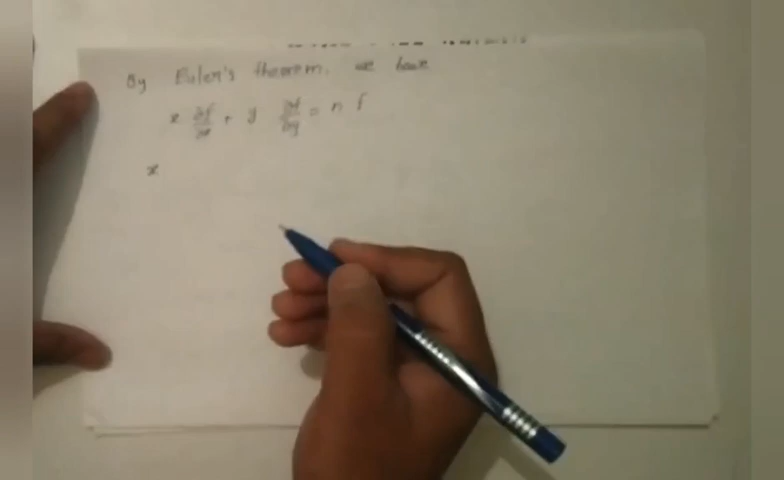 By Euler's theorem, we have
x ∂f/∂x + y ∂f/∂y = n f
x